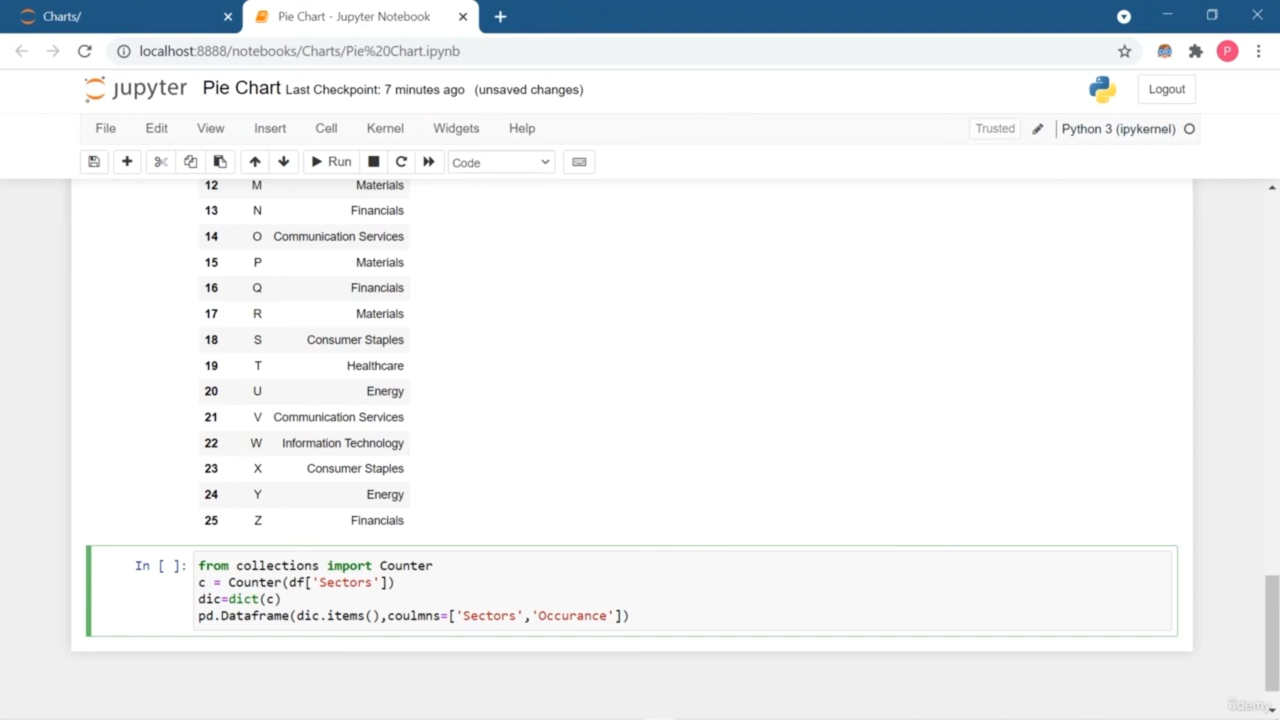 Charts/
Pie Chart - Jupyter Notebook
localhost:8888/notebooks/Charts/Pie%20Chart.ipynb
P
jupyter Pie Chart Last Checkpoint: 7 minutes ago (unsaved changes)
Logout
File Edit View Insert Cell Kernel Widgets Help
Trusted Python 3 (ipykernel)
Run Code
12 M Materials
13 N Financials
14 O Communication Services
15 P Materials
16 Q Financials
17 R Materials
18 S Consumer Staples
19 T Healthcare
20 U Energy
21 V Communication Services
22 W Information Technology
23 X Consumer Staples
24 Y Energy
25 Z Financials
In [ ]: from collections import Counter
c = Counter(df['Sectors'])
dic=dict(c)
pd.Dataframe(dic.items(),coulmns=['Sectors','Occurance'])
ûdemy